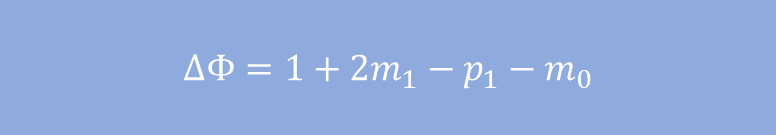 ΔΦ = 1 + 2m₁ − p₁ − m₀